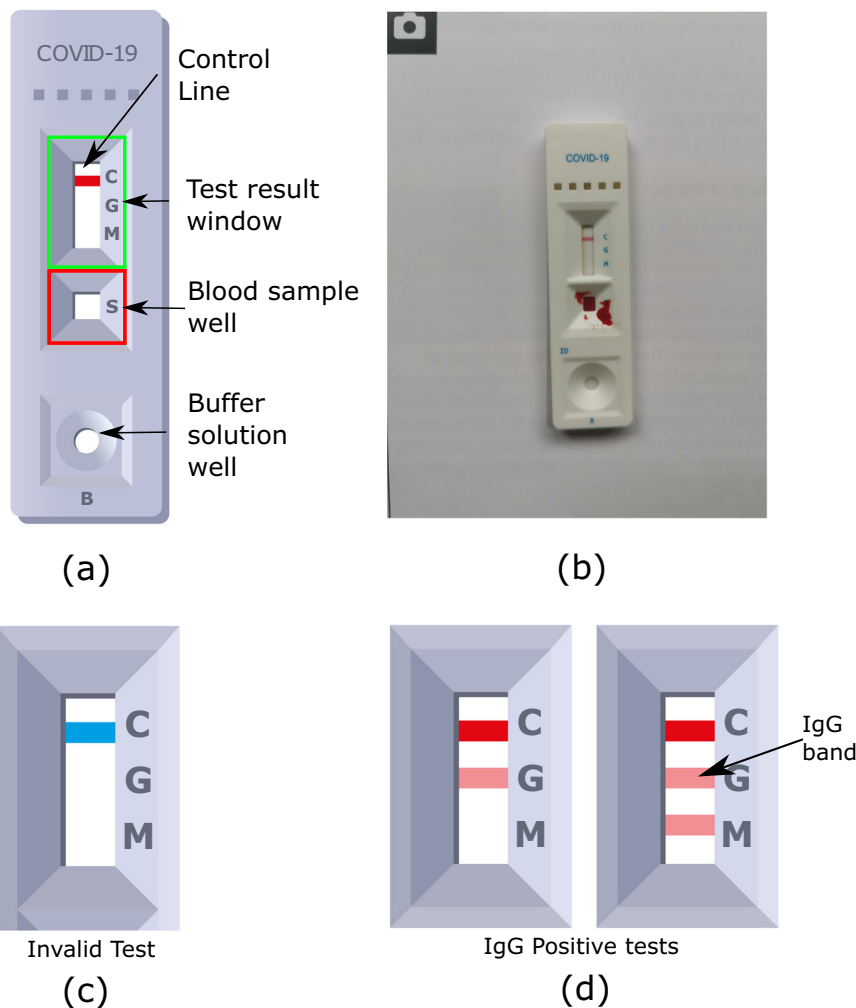 COVID-19
Control
Line
C
G
M
Test result
window
S
Blood sample
well
Buffer
solution
well
B
(a)
COVID-19
C
G
M
ID
B
(b)
C
G
M
Invalid Test
(c)
C
G
M
C
G
M
IgG
band
IgG Positive tests
(d)